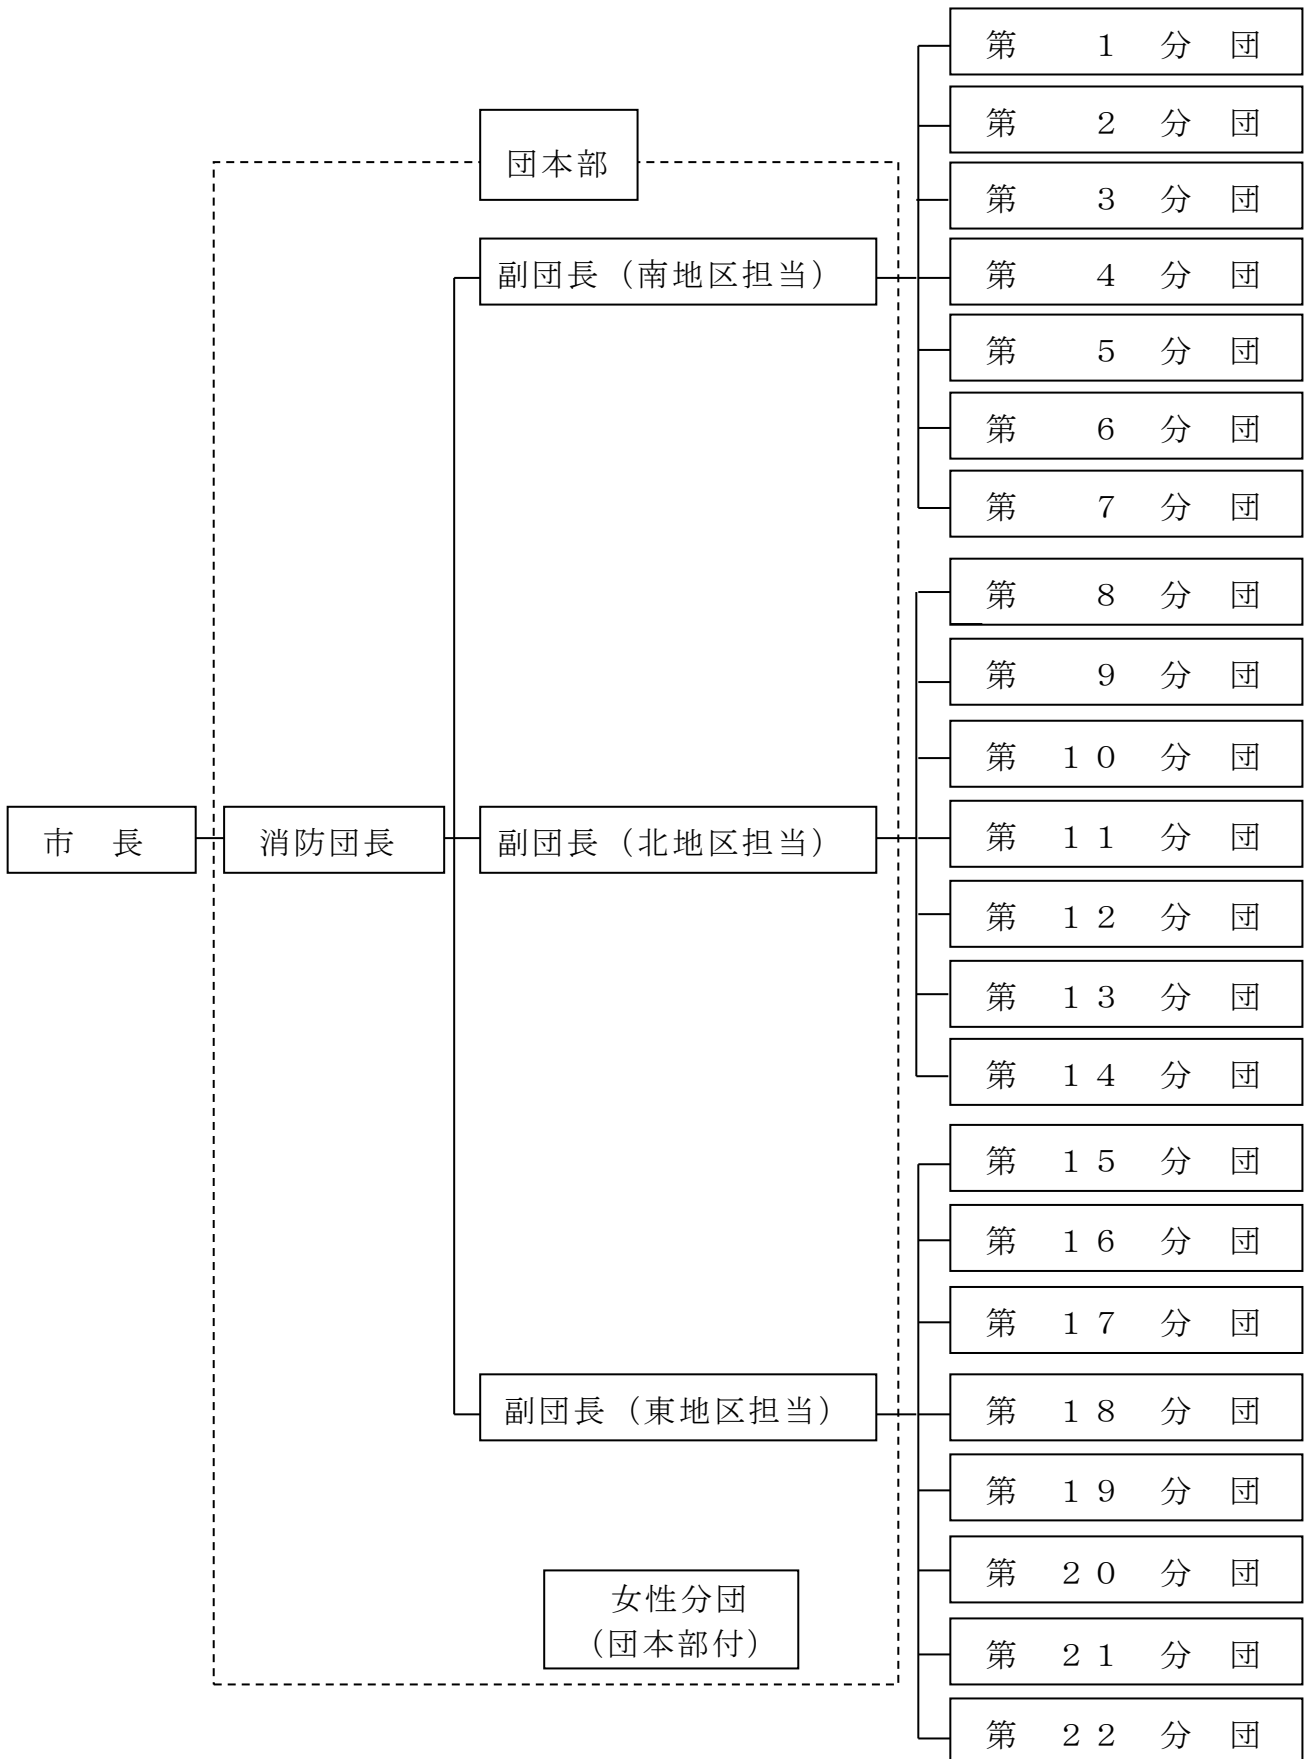 団本部
市　長
消防団長
副団長（南地区担当）
第　１　分　団
第　２　分　団
第　３　分　団
第　４　分　団
第　５　分　団
第　６　分　団
第　７　分　団
副団長（北地区担当）
第　８　分　団
第　９　分　団
第　１０　分　団
第　１１　分　団
第　１２　分　団
第　１３　分　団
第　１４　分　団
副団長（東地区担当）
第　１５　分　団
第　１６　分　団
第　１７　分　団
第　１８　分　団
第　１９　分　団
第　２０　分　団
第　２１　分　団
第　２２　分　団
女性分団
（団本部付）